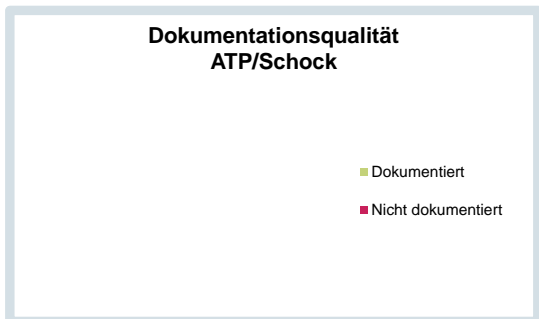 Dokumentationsqualität
ATP/Schock
Dokumentiert
Nicht dokumentiert